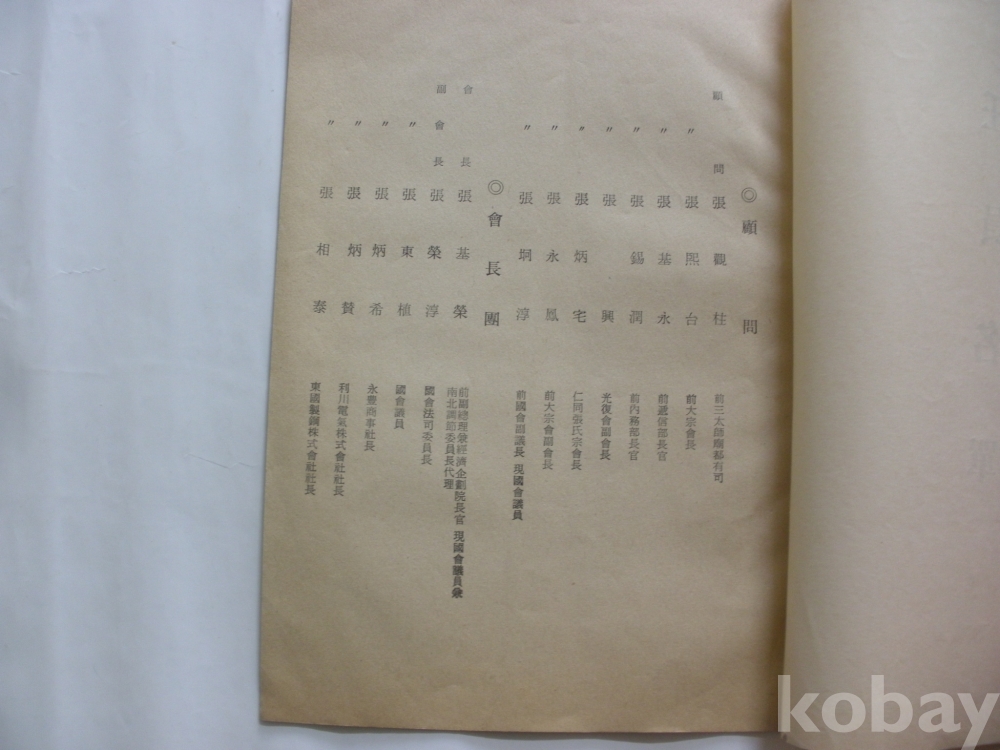 ◎顧問
顧問 張觀柱 前三太師廟都有司
〃 張熙台 前大宗會長
〃 張基永 前遞信部長官
〃 張錫潤 前內務部長官
〃 張興 光復會副會長
〃 張炳宅 仁同張氏宗會長
〃 張永鳳 前大宗會副會長
〃 張坰淳 前國會副議長 現國會議員
◎會長團
會長 張基榮 前副總理兼經濟企劃院長官 現國會議員兼南北調節委員長代理
副會長 張榮淳 國會法司委員長
〃 張東植 國會議員
〃 張炳希 永豊商事社長
〃 張炳贊 利川電氣株式會社社長
〃 張相泰 東國製鋼株式會社社長
kobay